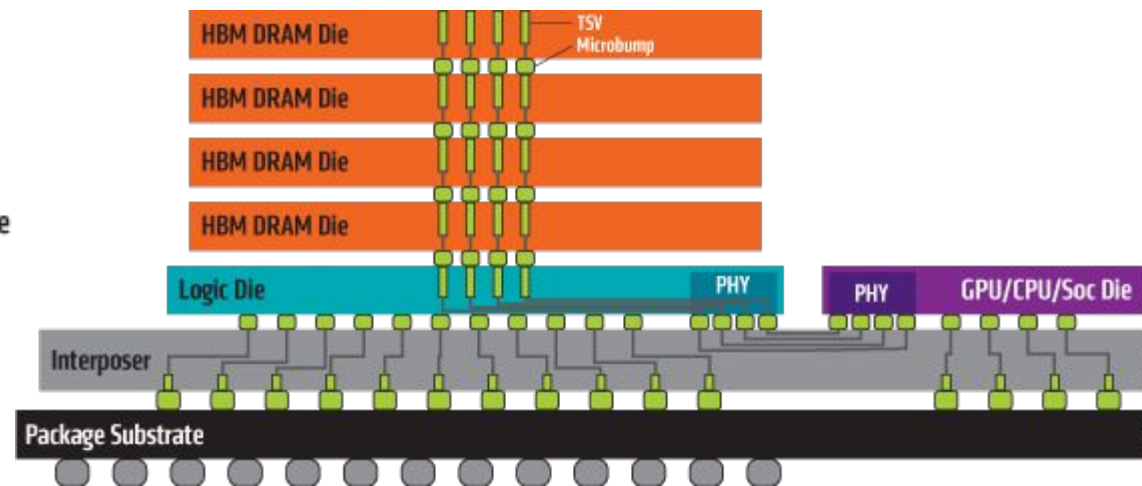 HBM DRAM Die
TSV
Microbump
HBM DRAM Die
HBM DRAM Die
e
HBM DRAM Die
Logic Die
PHY
PHY
GPU/CPU/Soc Die
Interposer
Package Substrate